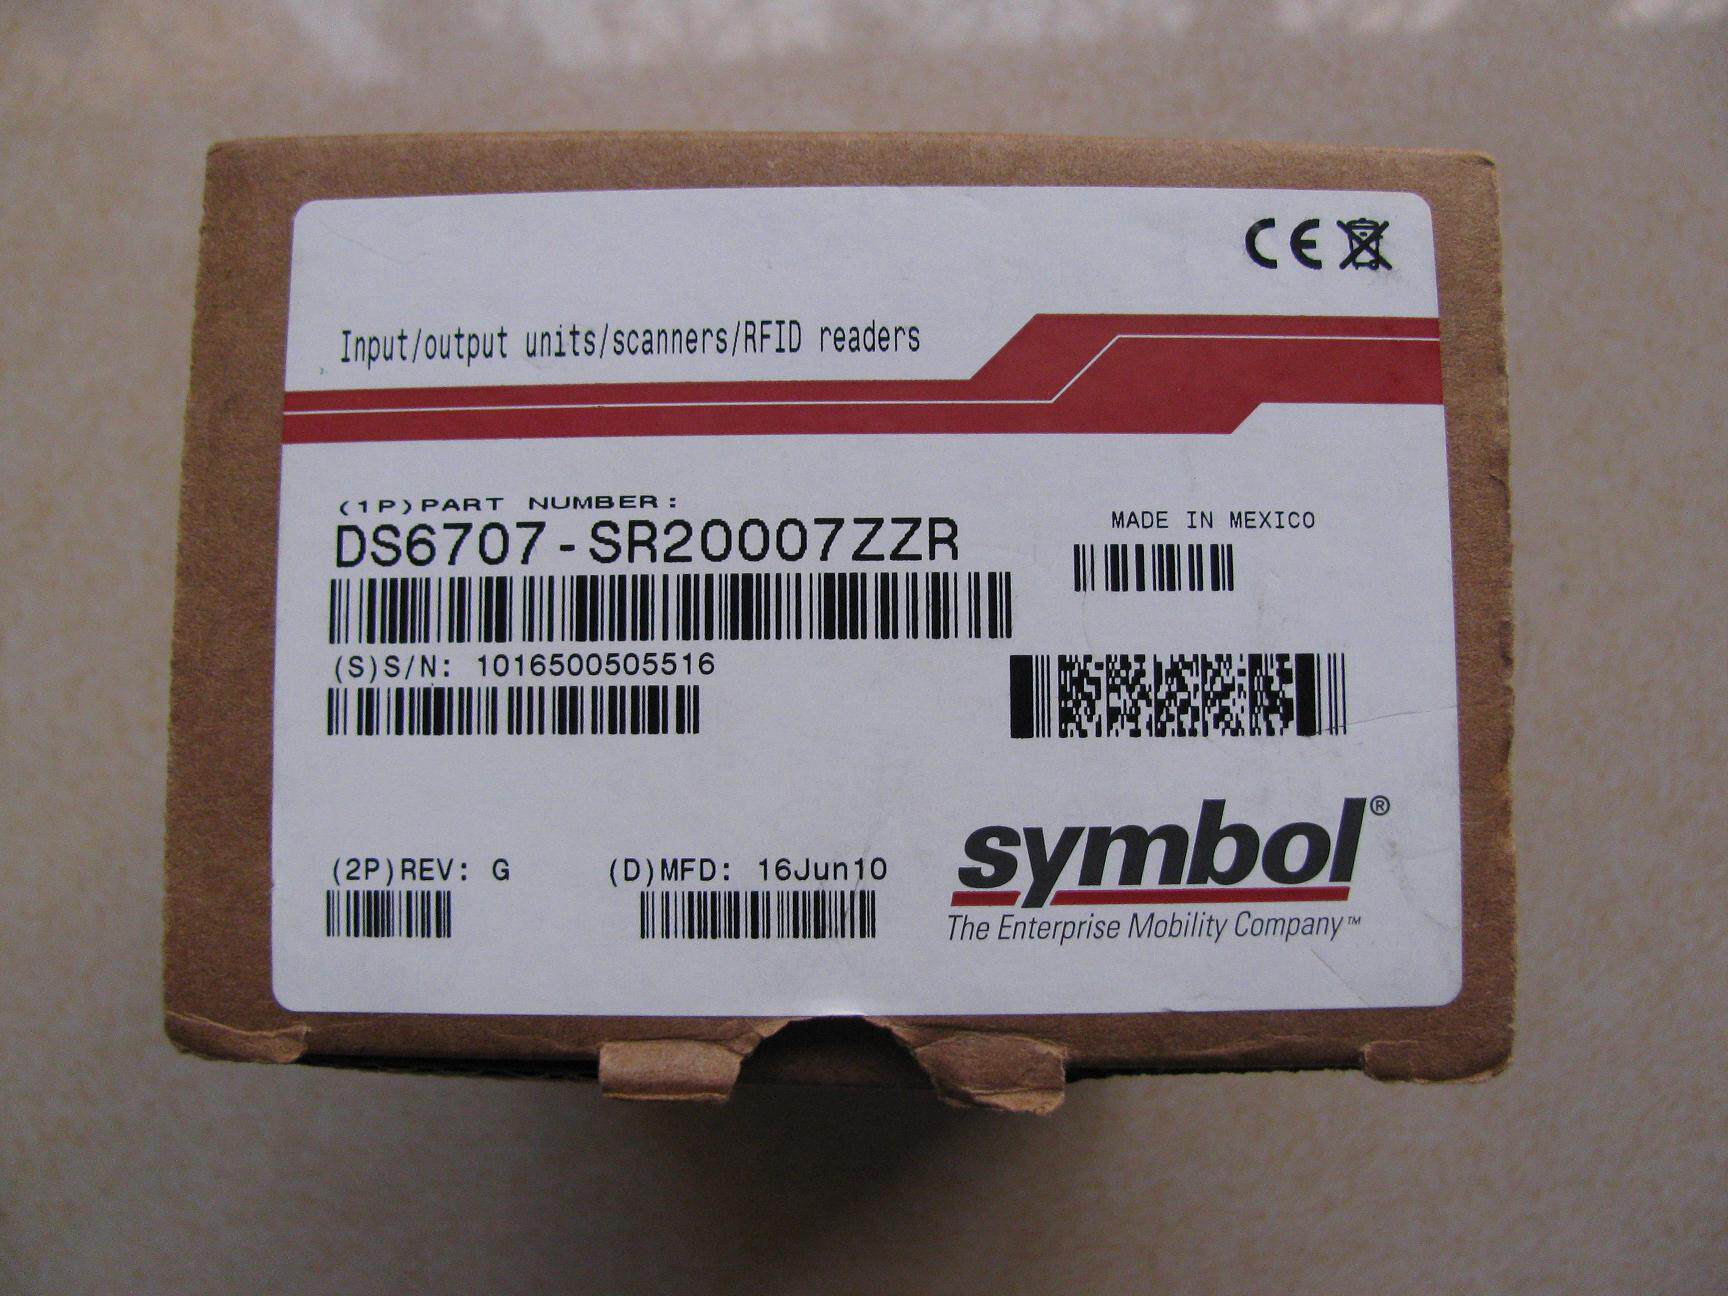 CE
Input/output units/scanners/RFID readers
(1P)PART NUMBER:
DS6707-SR20007ZZR
MADE IN MEXICO
(S)S/N: 1016500505516
(2P)REV: G
(D)MFD: 16Jun10
symbol®
The Enterprise Mobility Company™